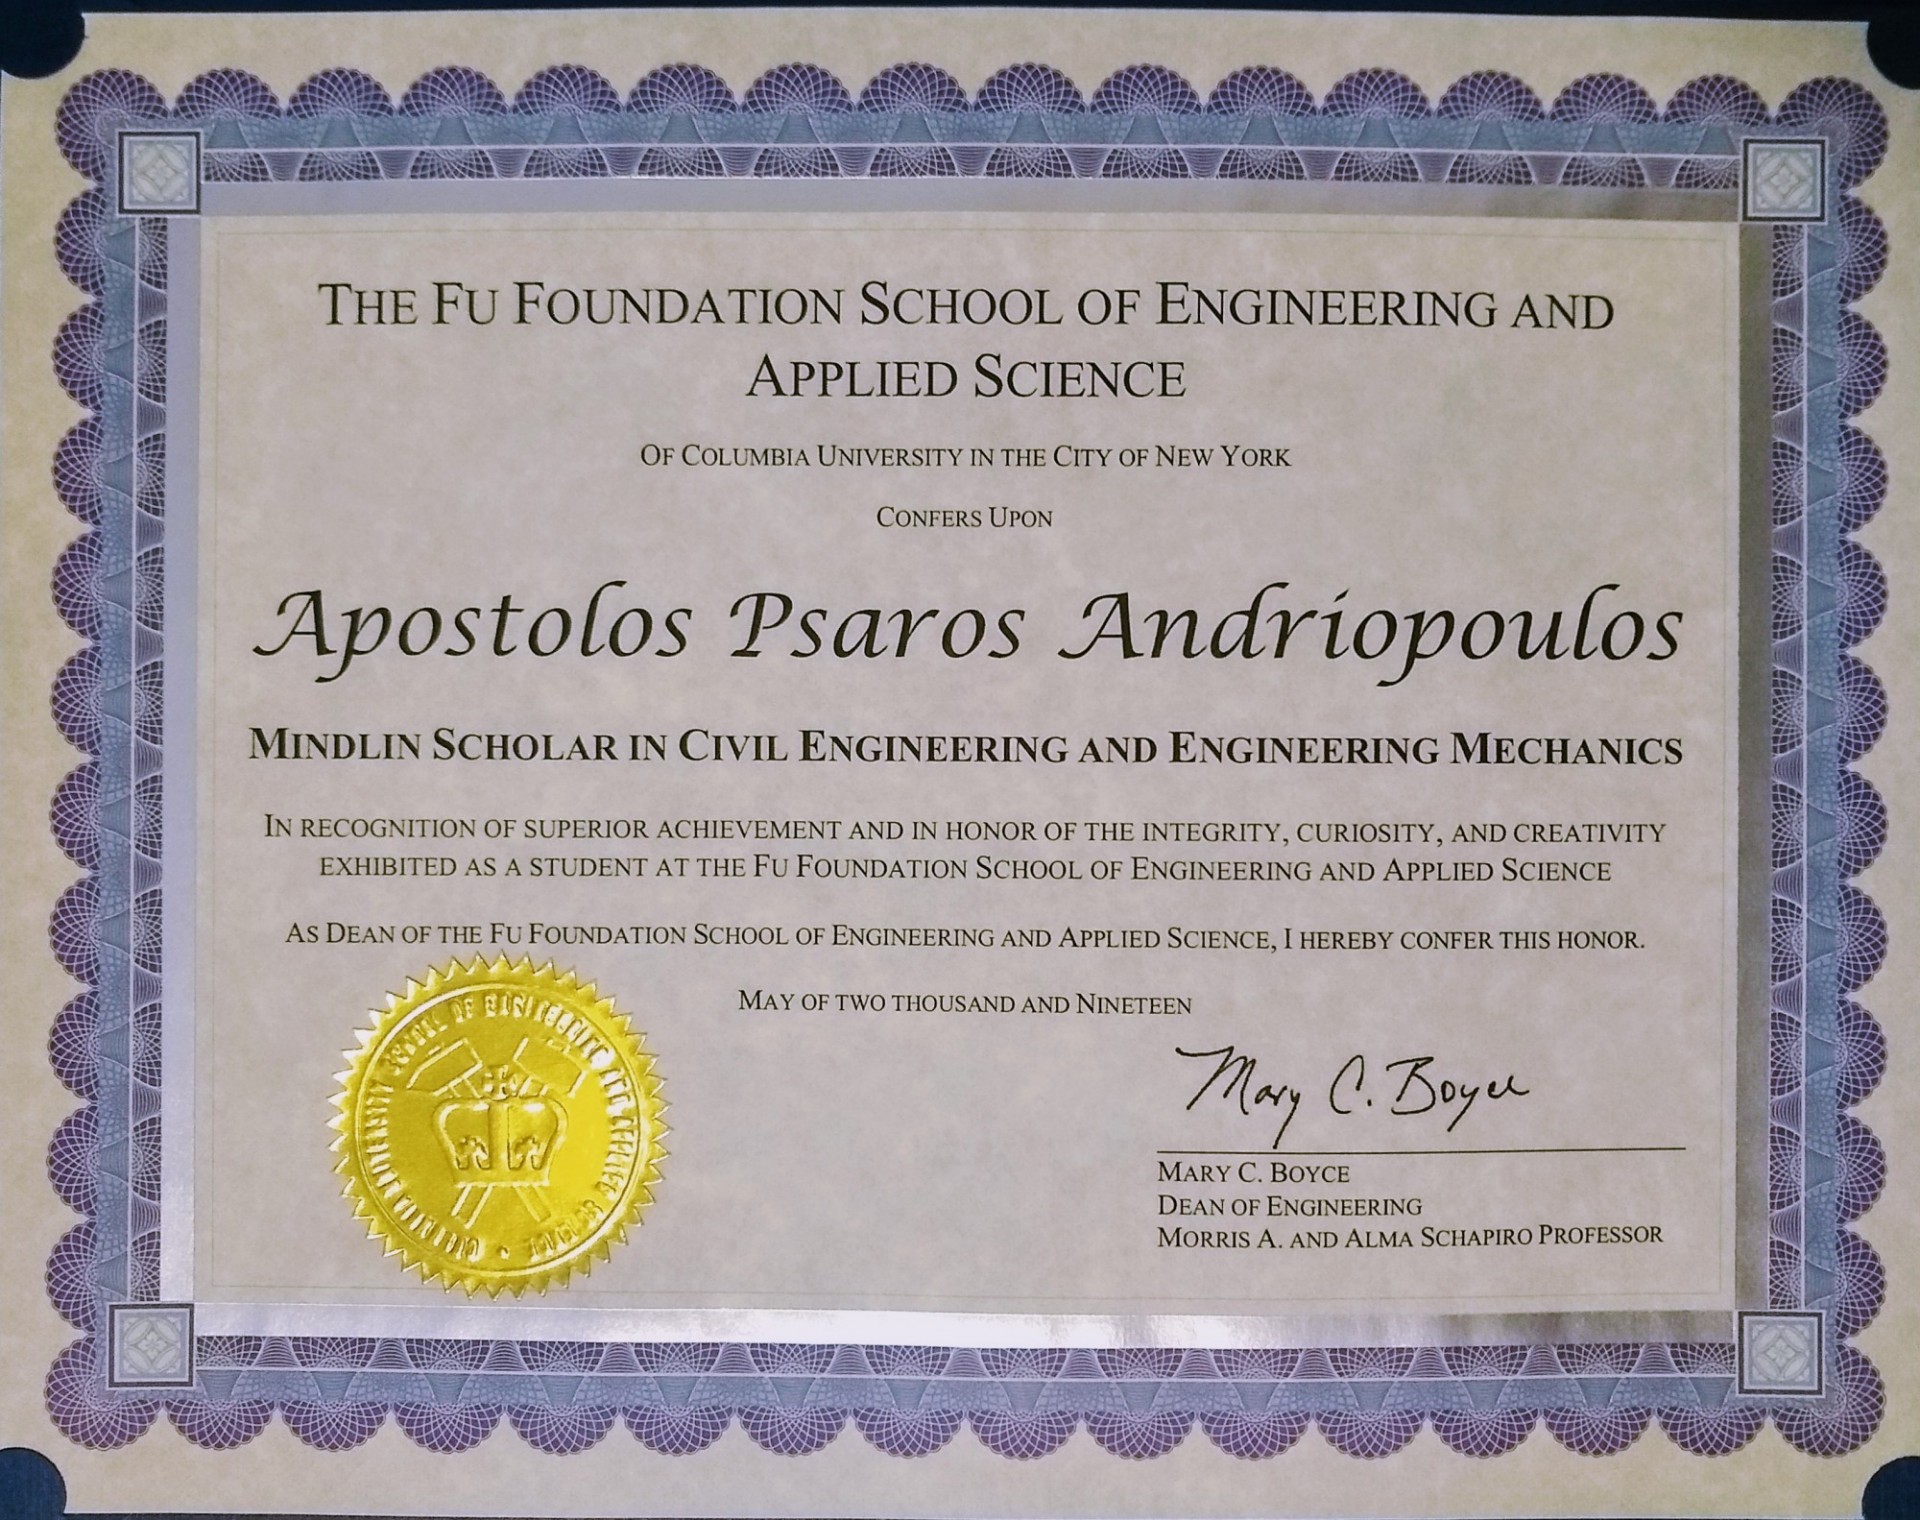 THE FU FOUNDATION SCHOOL OF ENGINEERING AND
APPLIED SCIENCE
OF COLUMBIA UNIVERSITY IN THE CITY OF NEW YORK
CONFERS UPON
Apostolos Psaros Andriopoulos
MINDLIN SCHOLAR IN CIVIL ENGINEERING AND ENGINEERING MECHANICS
IN RECOGNITION OF SUPERIOR ACHIEVEMENT AND IN HONOR OF THE INTEGRITY, CURIOSITY, AND CREATIVITY
EXHIBITED AS A STUDENT AT THE FU FOUNDATION SCHOOL OF ENGINEERING AND APPLIED SCIENCE
AS DEAN OF THE FU FOUNDATION SCHOOL OF ENGINEERING AND APPLIED SCIENCE, I HEREBY CONFER THIS HONOR.
MAY OF TWO THOUSAND AND NINETEEN
SCHOOL OF
Mary C. Boyce
MARY C. BOYCE
DEAN OF ENGINEERING
MORRIS A. AND ALMA SCHAPIRO PROFESSOR